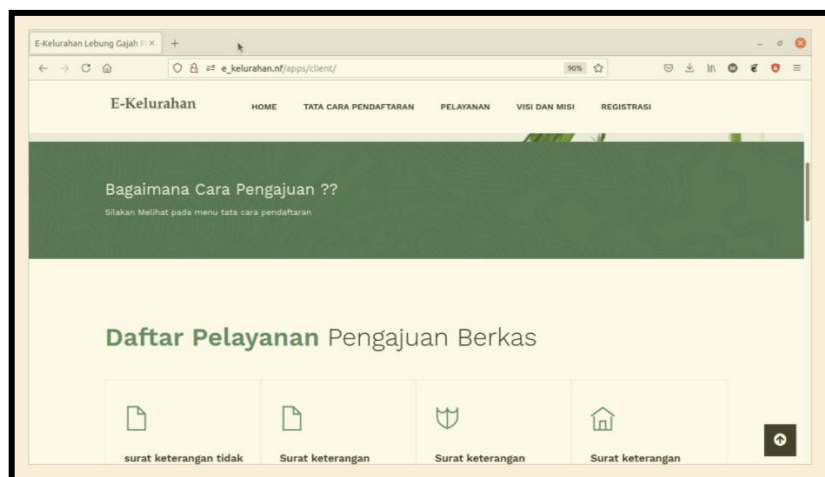 E-Kelurahan Lebung Gajah
e_kelurahan.nf/apps/client/
90%
E-Kelurahan
HOME TATA CARA PENDAFTARAN PELAYANAN VISI DAN MISI REGISTRASI
Bagaimana Cara Pengajuan ??
Silakan Melihat pada menu tata cara pendaftaran
Daftar Pelayanan Pengajuan Berkas
surat keterangan tidak Surat keterangan Surat keterangan Surat keterangan